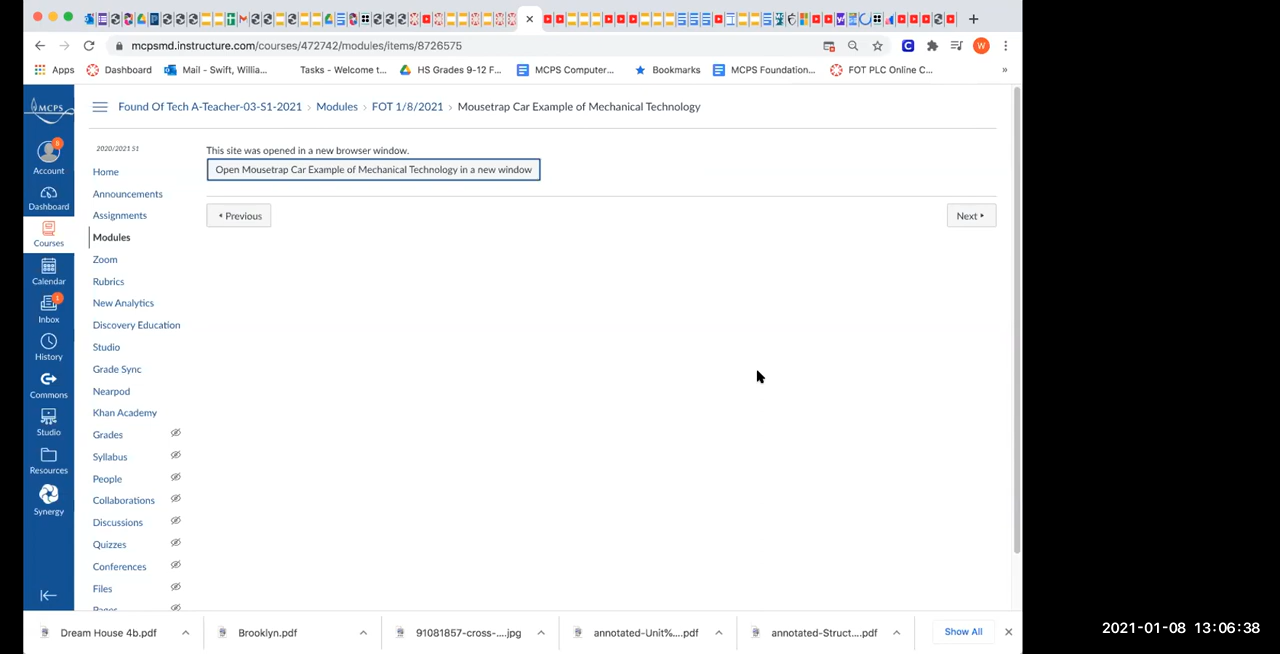 mcpsmd.instructure.com/courses/472742/modules/items/8726575
W
Apps
Dashboard
Mail - Swift, Willia...
Tasks - Welcome t...
HS Grades 9-12 F...
MCPS Computer...
Bookmarks
MCPS Foundation...
FOT PLC Online C...
»
MCPS
Found Of Tech A-Teacher-03-S1-2021 › Modules › FOT 1/8/2021 › Mousetrap Car Example of Mechanical Technology
2020/2021 S1
This site was opened in a new browser window.
Open Mousetrap Car Example of Mechanical Technology in a new window
Previous
Next
8
Account
Dashboard
Courses
Calendar
1
Inbox
History
Commons
Studio
Resources
Synergy
Home
Announcements
Assignments
Modules
Zoom
Rubrics
New Analytics
Discovery Education
Studio
Grade Sync
Nearpod
Khan Academy
Grades
Syllabus
People
Collaborations
Discussions
Quizzes
Conferences
Files
Pages
Dream House 4b.pdf
Brooklyn.pdf
91081857-cross-....jpg
annotated-Unit%....pdf
annotated-Struct....pdf
Show All
2021-01-08 13:06:38